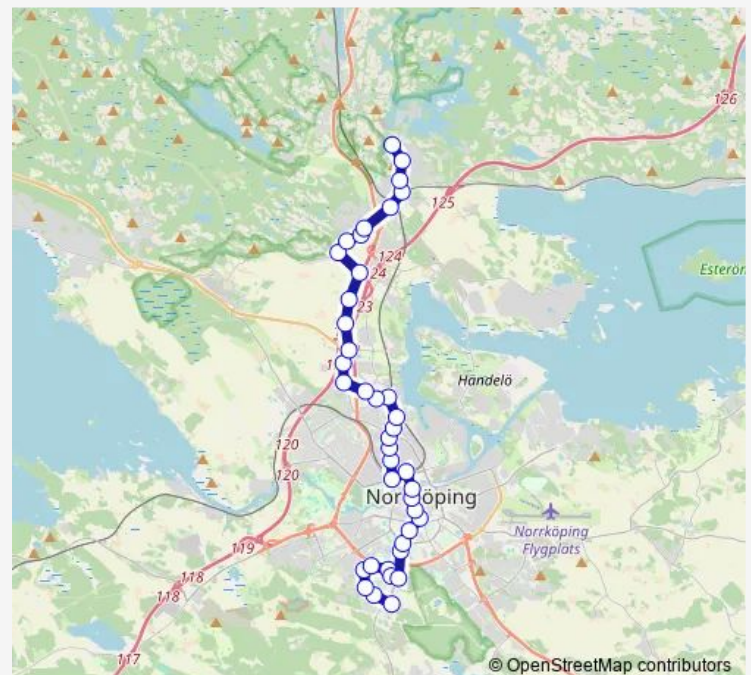 126
125
124
24
23
Esterön
Händelö
120
120
Norrköping
Norrköping
Flygplats
119
118
118
117
© OpenStreetMap contributors